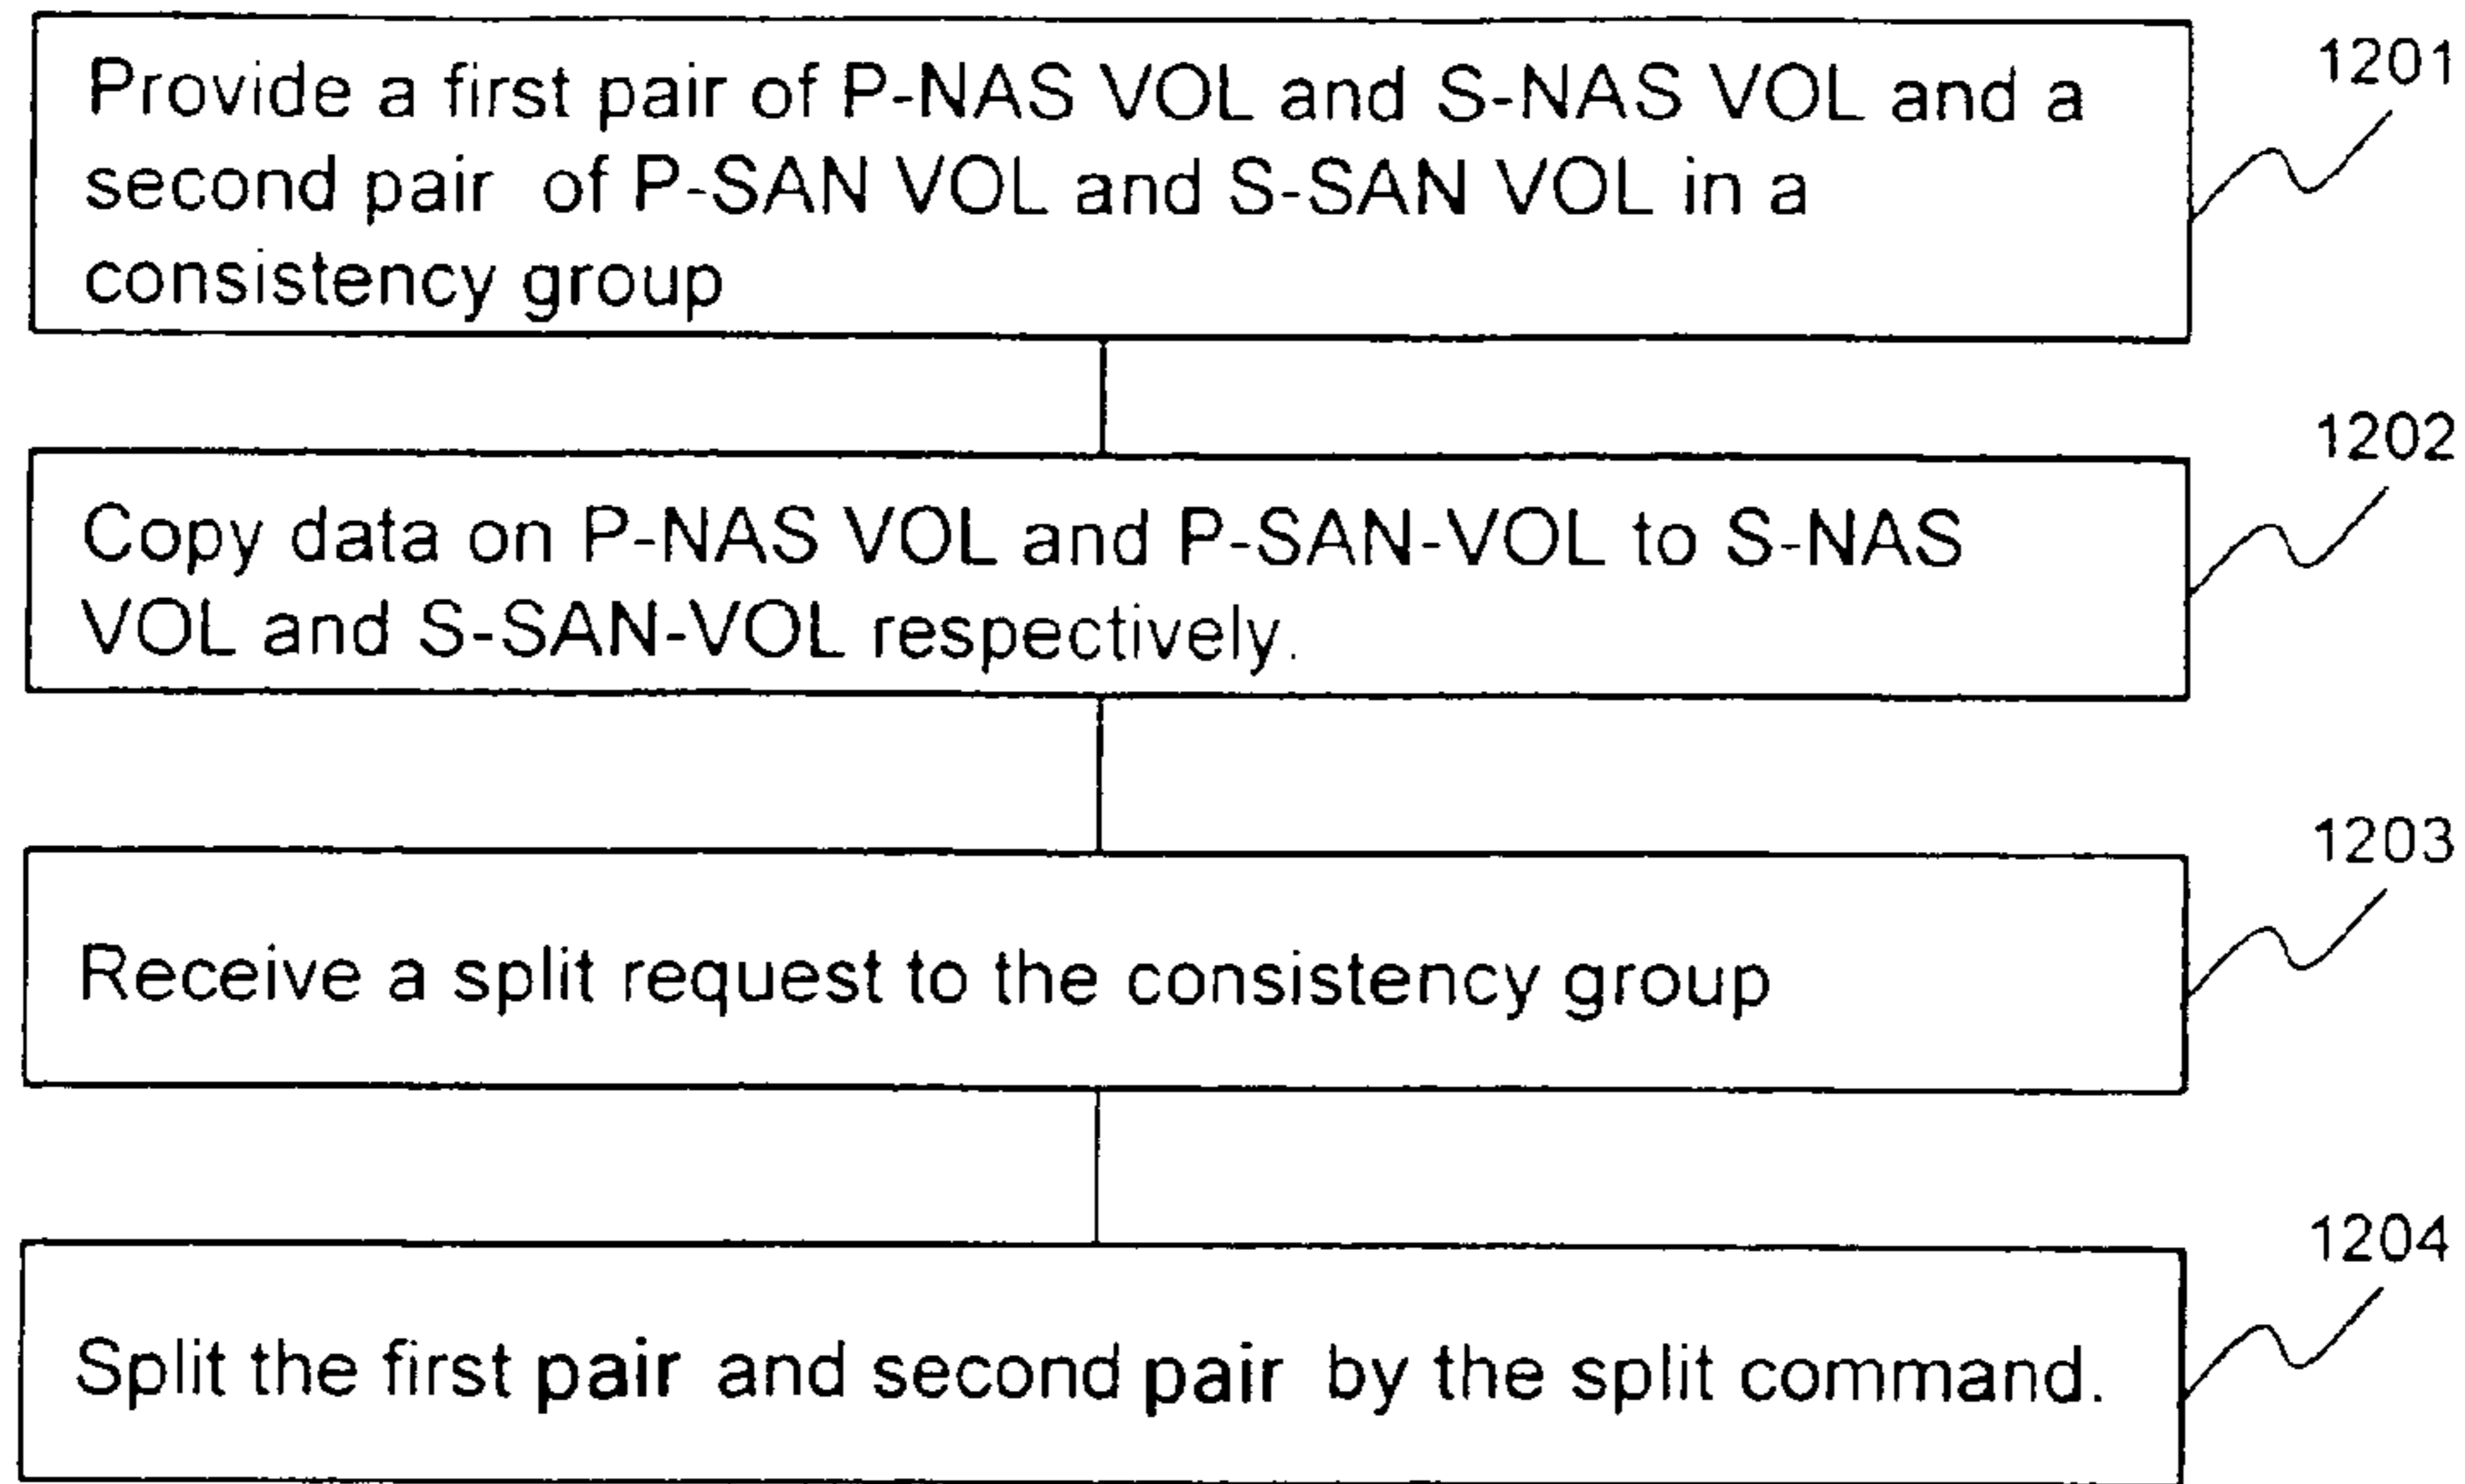 Provide a first pair of P-NAS VOL and S-NAS VOL and a
second pair of P-SAN VOL and S-SAN VOL in a
consistency group
1201
Copy data on P-NAS VOL and P-SAN-VOL to S-NAS
VOL and S-SAN-VOL respectively.
1202
Receive a split request to the consistency group
1203
Split the first pair and second pair by the split command.
1204